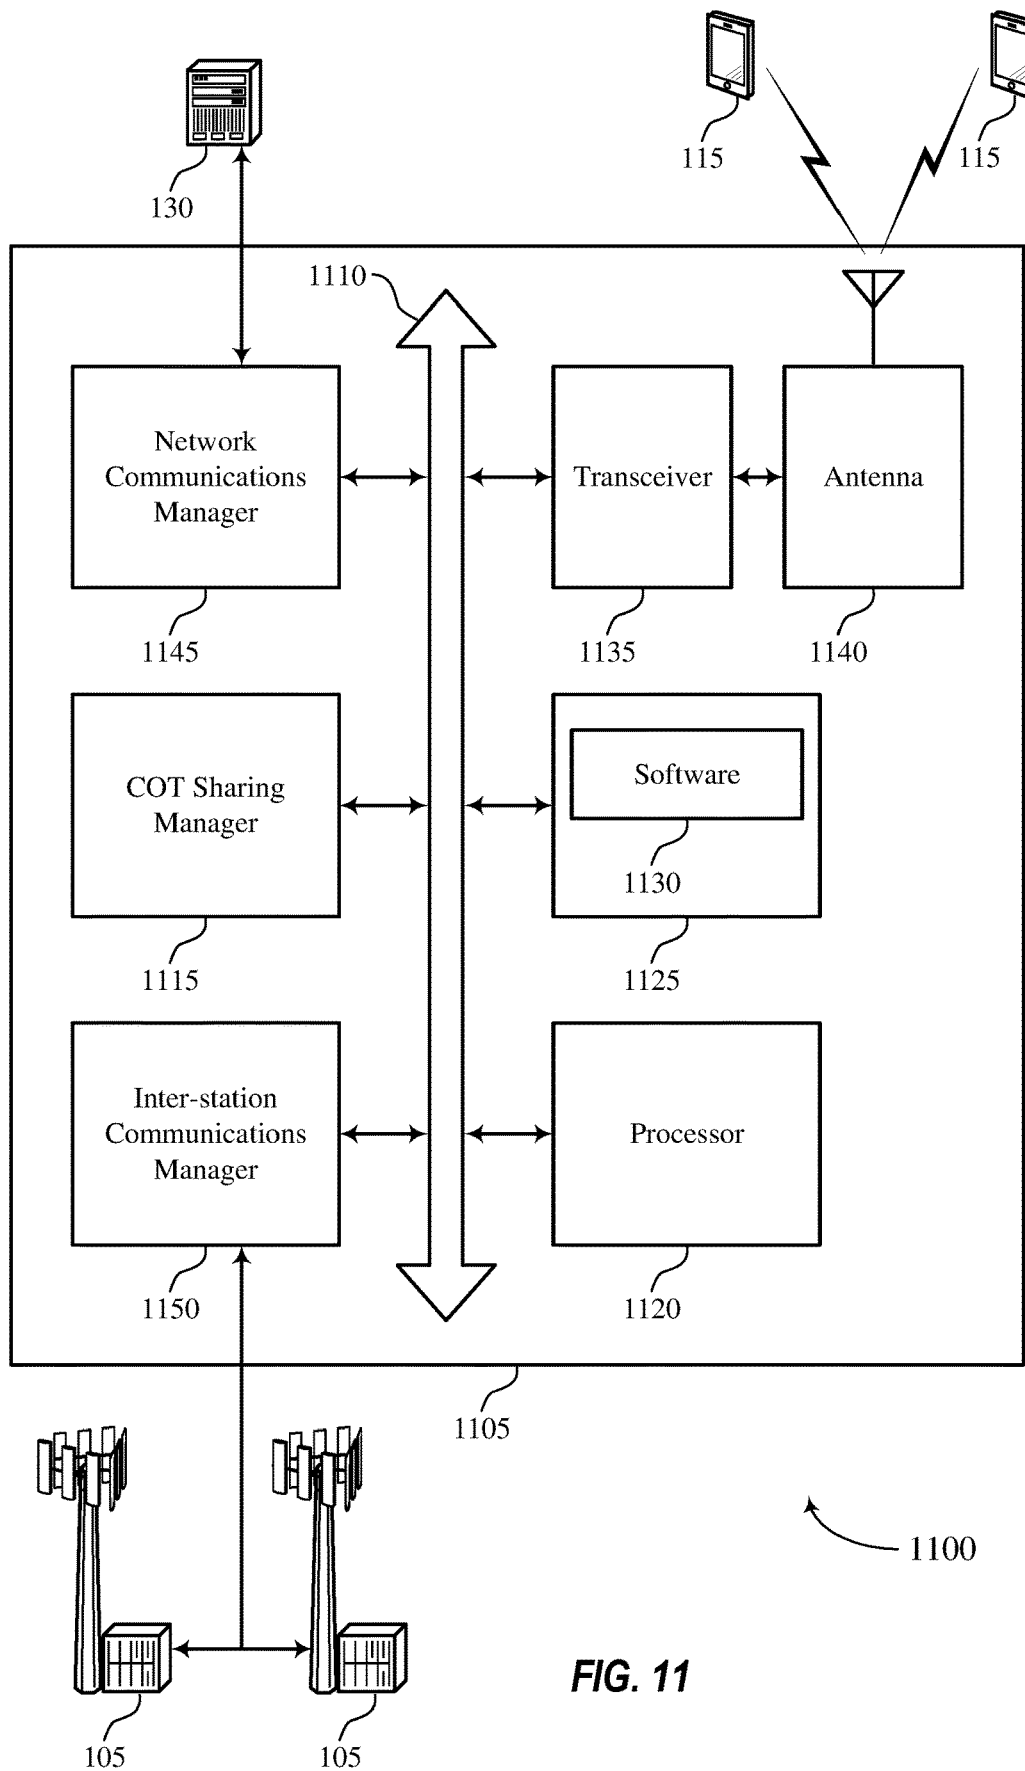 115
115
130
1110
Network
Communications
Manager
Transceiver
Antenna
1145
1135
1140
COT Sharing
Manager
Software
1130
1115
1125
Inter-station
Communications
Manager
Processor
1150
1120
1105
1100
FIG. 11
105
105